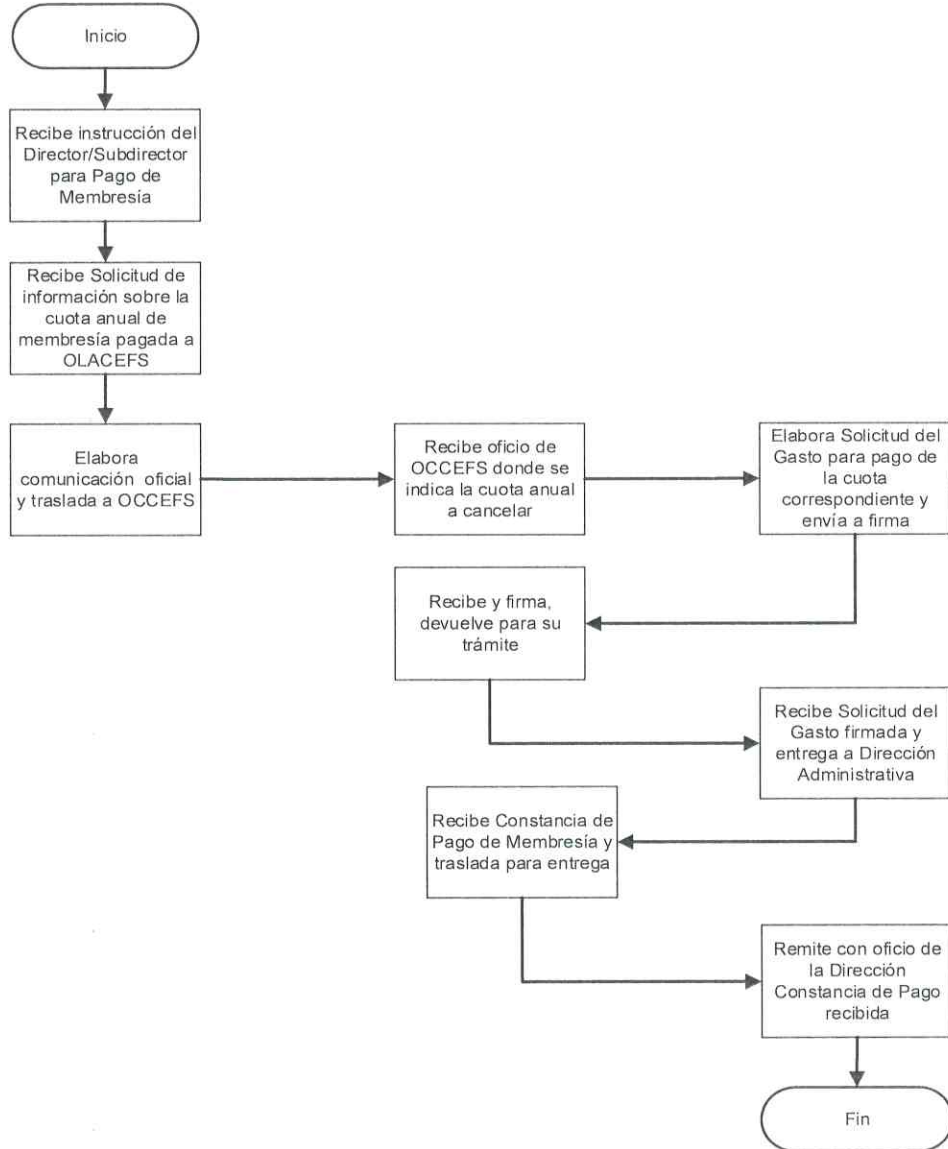 Inicio
Recibe instrucción del
Director/Subdirector
para Pago de
Membresía
Recibe Solicitud de
información sobre la
cuota anual de
membresía pagada a
OLACEFS
Elabora
comunicación oficial
y traslada a OCCEFS
Recibe oficio de
OCCEFS donde se
indica la cuota anual
a cancelar
Elabora Solicitud del
Gasto para pago de
la cuota
correspondiente y
envía a firma
Recibe y firma,
devuelve para su
trámite
Recibe Solicitud del
Gasto firmada y
entrega a Dirección
Administrativa
Recibe Constancia de
Pago de Membresía y
traslada para entrega
Remite con oficio de
la Dirección
Constancia de Pago
recibida
Fin